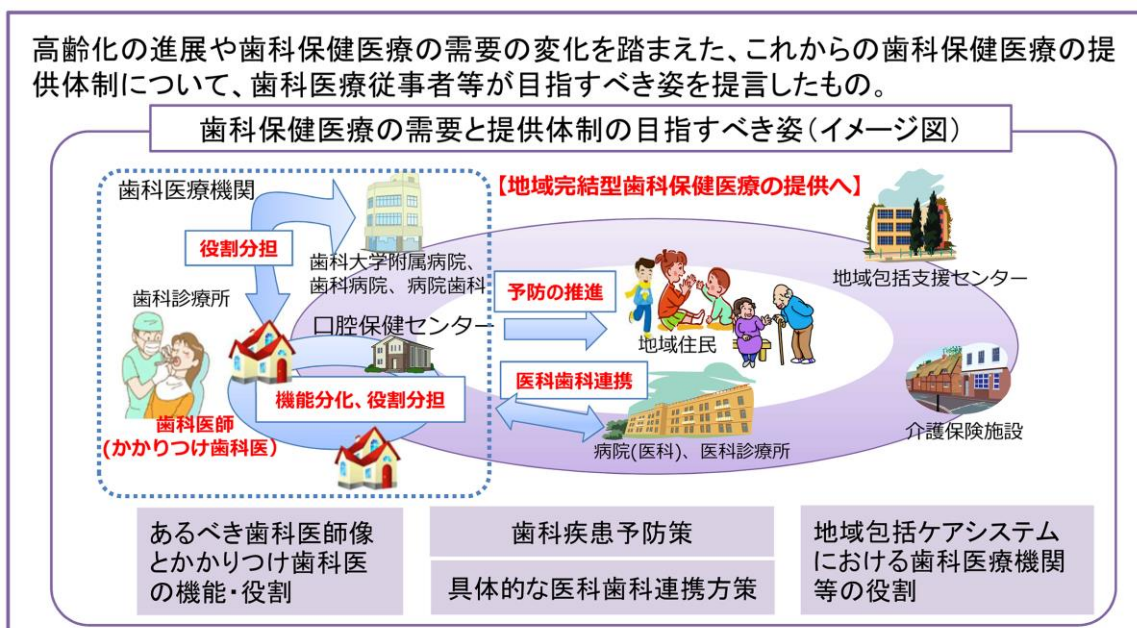 高齢化の進展や歯科保健医療の需要の変化を踏まえた、これからの歯科保健医療の提
供体制について、歯科医療従事者等が目指すべき姿を提言したもの。
歯科保健医療の需要と提供体制の目指すべき姿(イメージ図)
歯科医療機関
【地域完結型歯科保健医療の提供へ】
役割分担
歯科大学附属病院、
歯科病院、病院歯科
地域包括支援センター
歯科診療所
予防の推進
口腔保健センター
地域住民
医科歯科連携
機能分化、役割分担
歯科医師
(かかりつけ歯科医)
病院(医科)、医科診療所
介護保険施設
あるべき歯科医師像
とかかりつけ歯科医
の機能・役割
歯科疾患予防策
具体的な医科歯科連携方策
地域包括ケアシステム
における歯科医療機関
等の役割